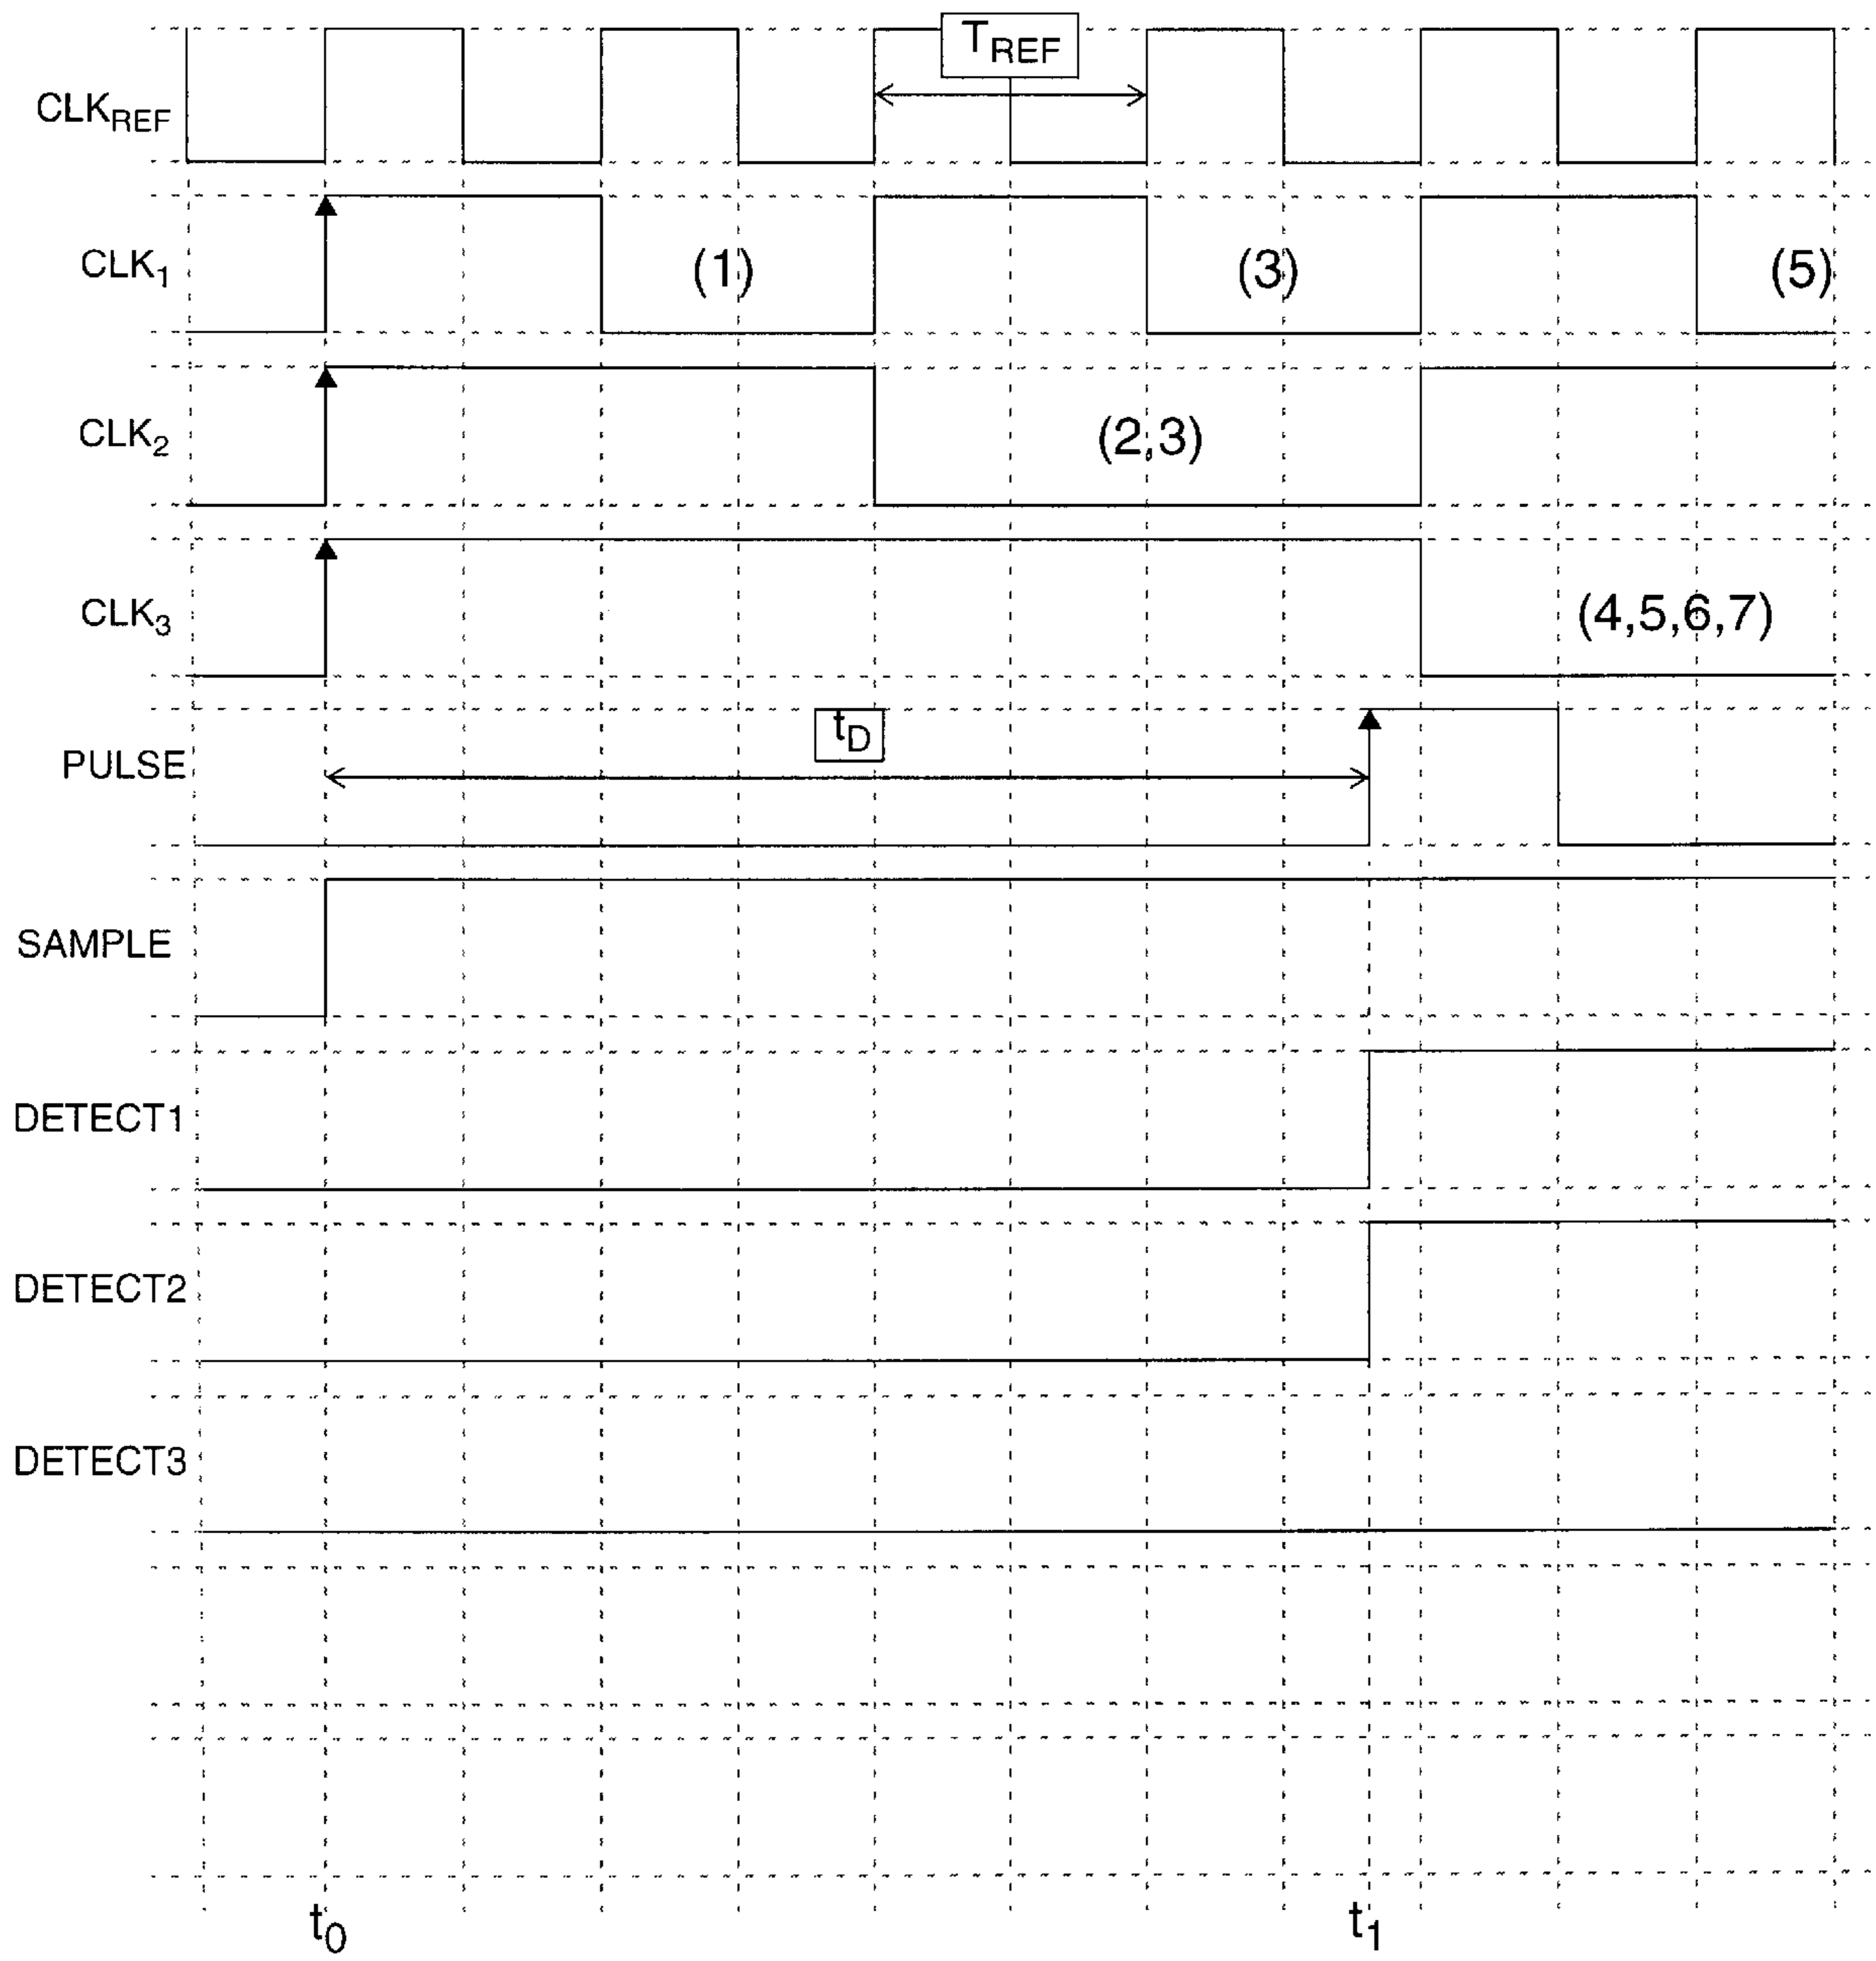 T_REF
CLK_REF
CLK_1 (1) (3) (5)
CLK_2 (2,3)
CLK_3 (4,5,6,7)
t_D
PULSE
SAMPLE
DETECT1
DETECT2
DETECT3
t_0 t_1